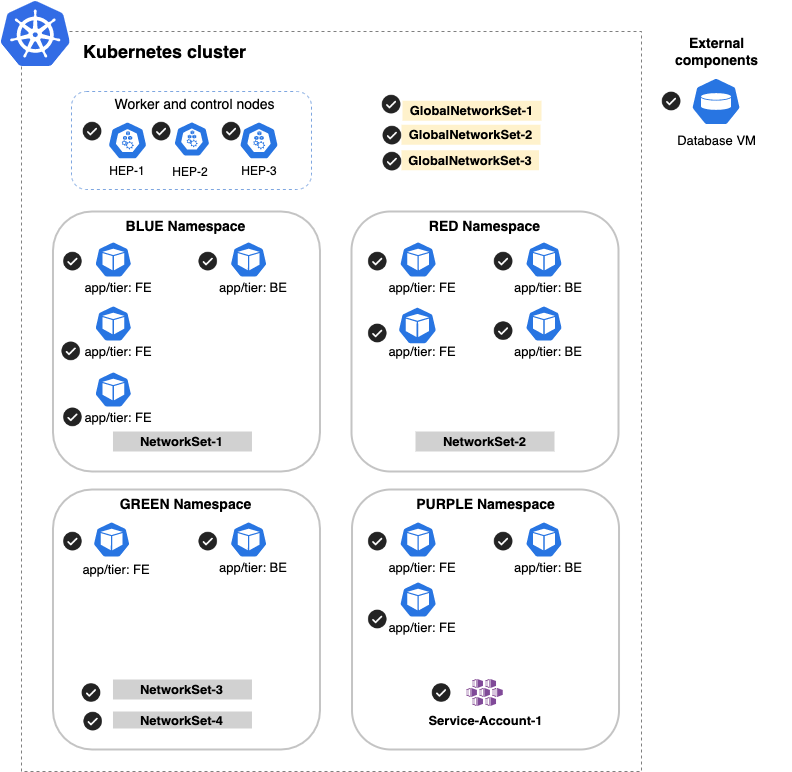 Kubernetes cluster
External
components
Database VM
Worker and control nodes
HEP-1
HEP-2
HEP-3
GlobalNetworkSet-1
GlobalNetworkSet-2
GlobalNetworkSet-3
BLUE Namespace
app/tier: FE
app/tier: BE
app/tier: FE
app/tier: FE
NetworkSet-1
RED Namespace
app/tier: FE
app/tier: BE
app/tier: FE
app/tier: BE
NetworkSet-2
GREEN Namespace
app/tier: FE
app/tier: BE
NetworkSet-3
NetworkSet-4
PURPLE Namespace
app/tier: FE
app/tier: BE
app/tier: FE
Service-Account-1